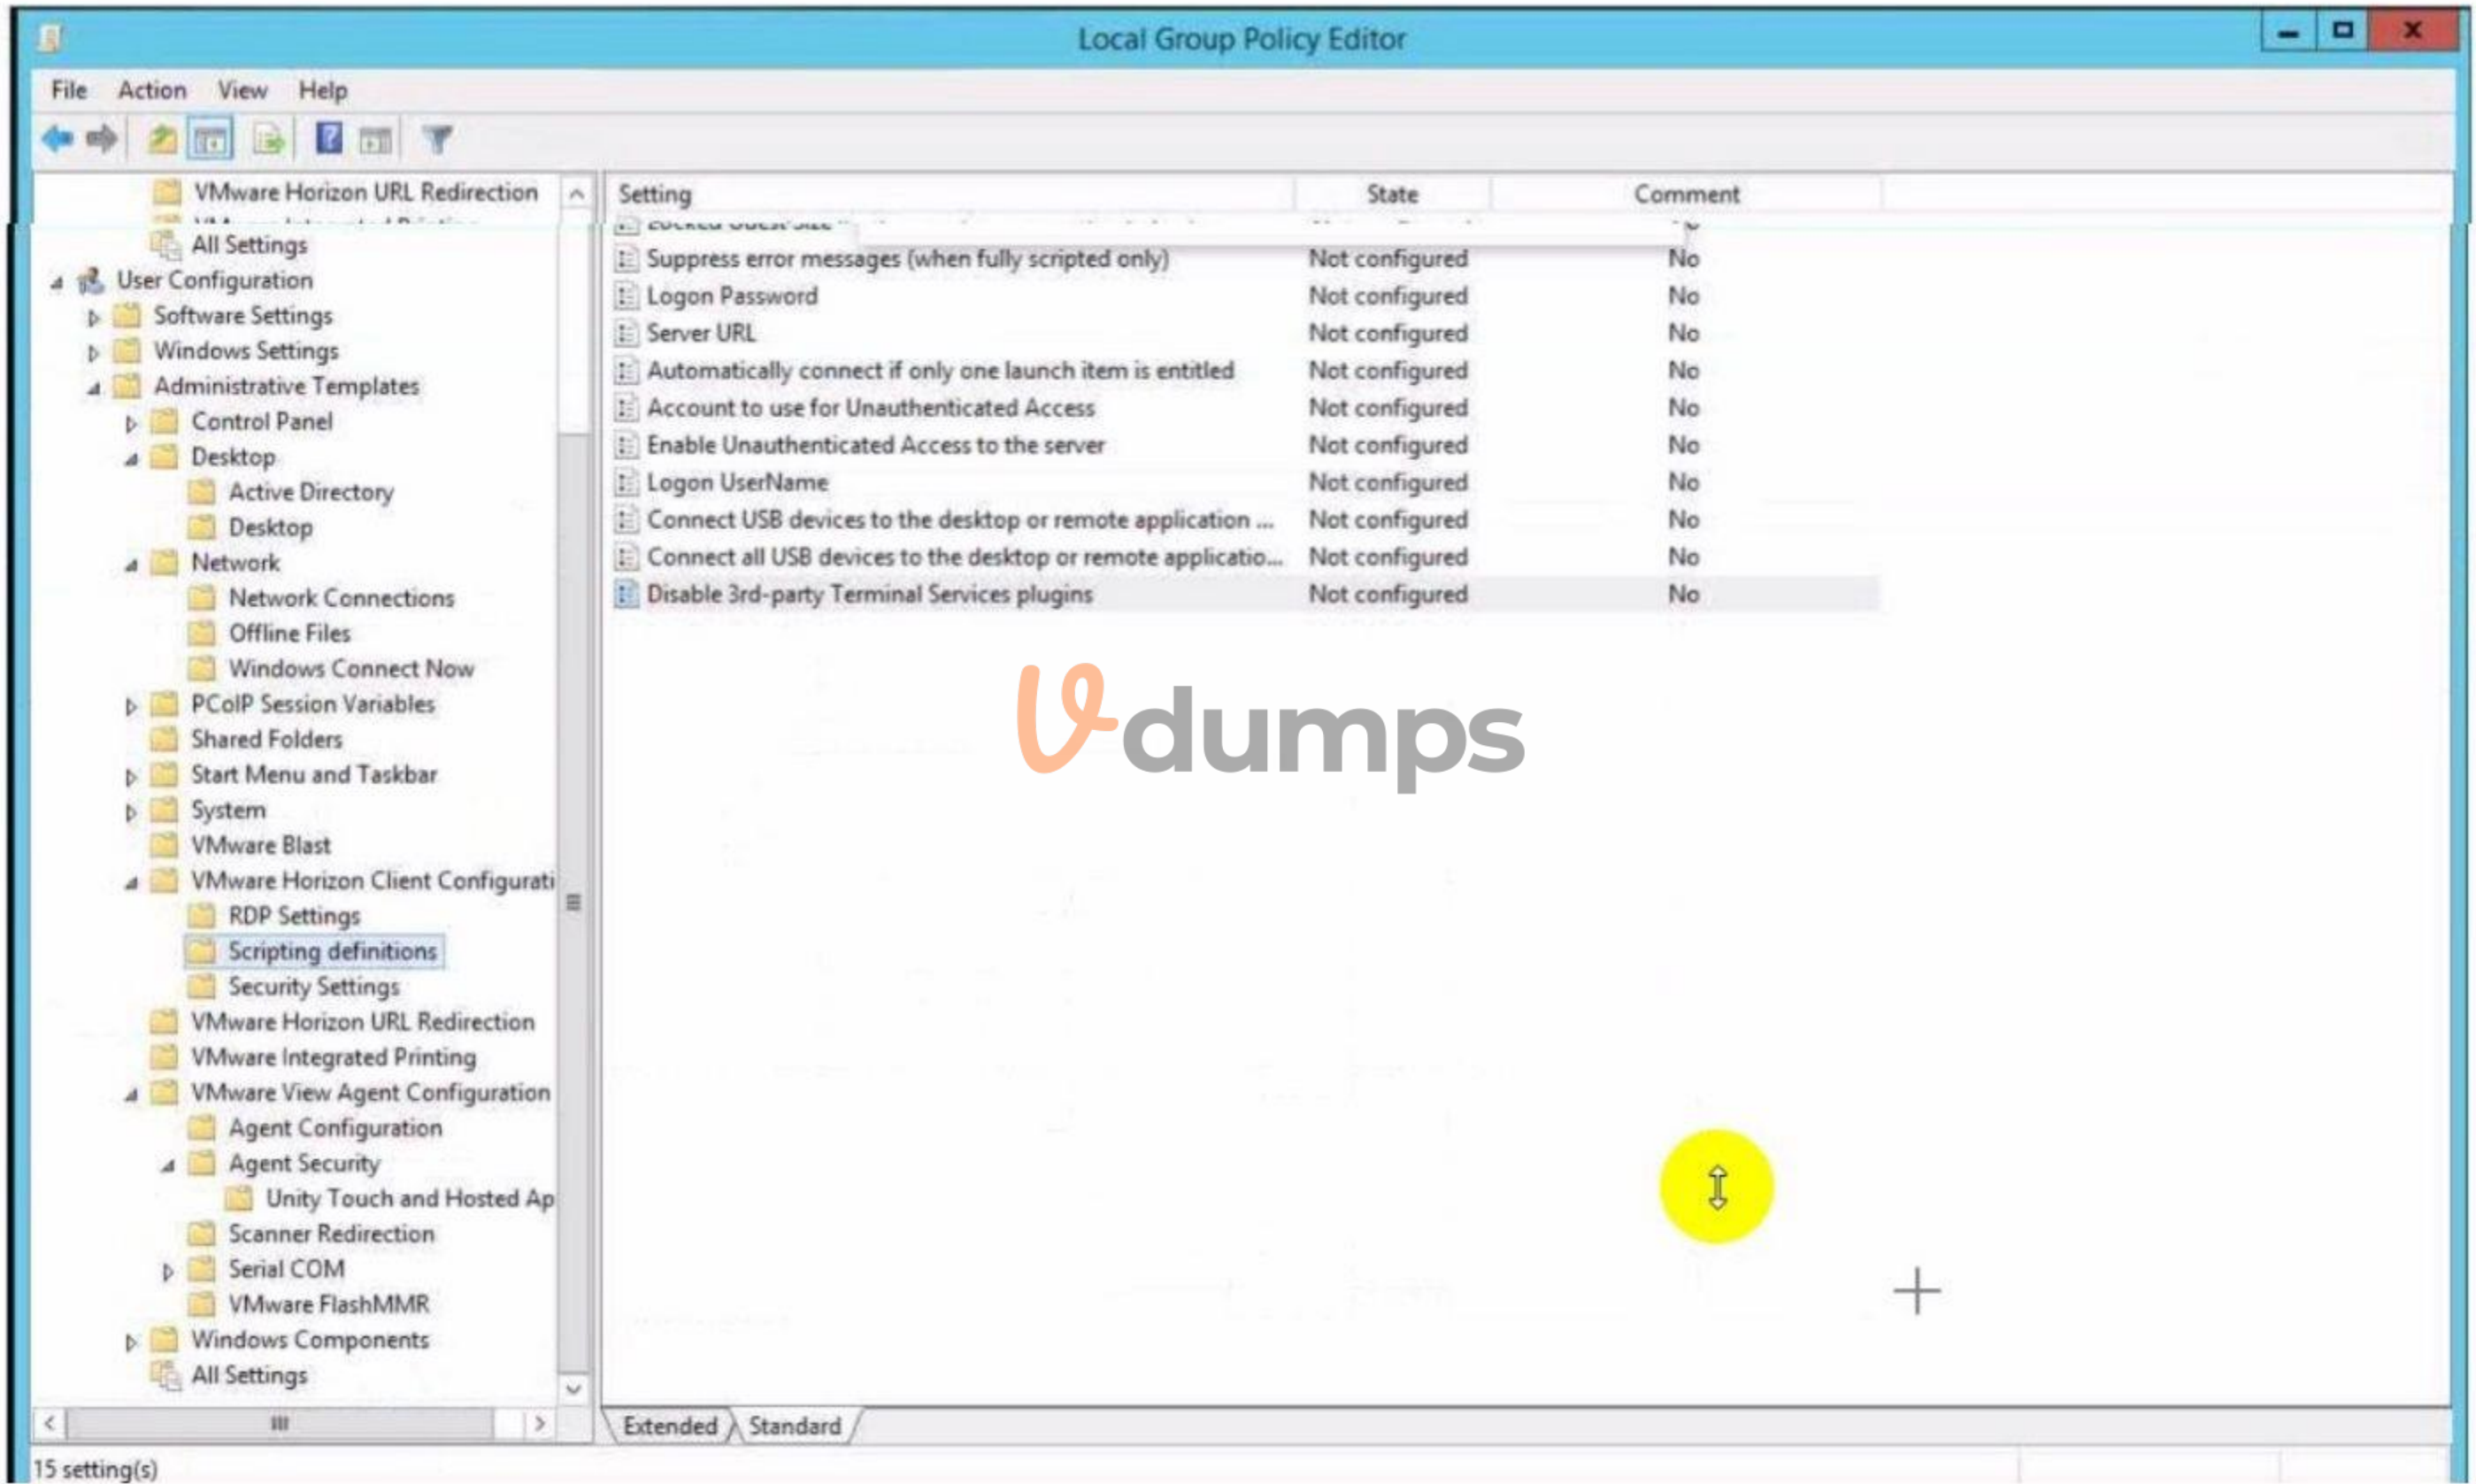 Local Group Policy Editor
File Action View Help
VMware Horizon URL Redirection
All Settings
User Configuration
Software Settings
Windows Settings
Administrative Templates
Control Panel
Desktop
Active Directory
Desktop
Network
Network Connections
Offline Files
Windows Connect Now
PCoIP Session Variables
Shared Folders
Start Menu and Taskbar
System
VMware Blast
VMware Horizon Client Configurati
RDP Settings
Scripting definitions
Security Settings
VMware Horizon URL Redirection
VMware Integrated Printing
VMware View Agent Configuration
Agent Configuration
Agent Security
Unity Touch and Hosted Ap
Scanner Redirection
Serial COM
VMware FlashMMR
Windows Components
All Settings
Setting State Comment
Suppress error messages (when fully scripted only) Not configured No
Logon Password Not configured No
Server URL Not configured No
Automatically connect if only one launch item is entitled Not configured No
Account to use for Unauthenticated Access Not configured No
Enable Unauthenticated Access to the server Not configured No
Logon UserName Not configured No
Connect USB devices to the desktop or remote application ... Not configured No
Connect all USB devices to the desktop or remote applicatio... Not configured No
Disable 3rd-party Terminal Services plugins Not configured No
Vdumps
Extended Standard
15 setting(s)